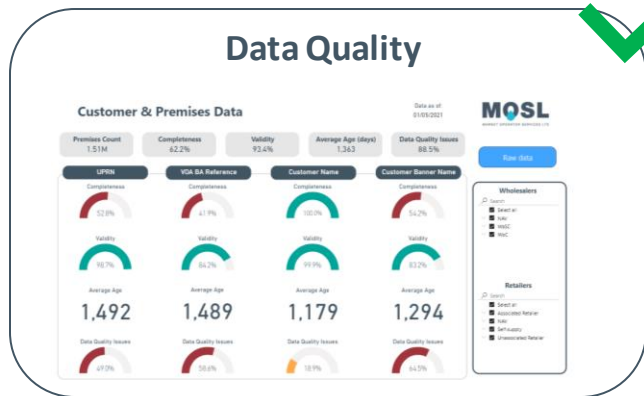 Data Quality
Customer & Premises Data
Data as of
01/05/2021
MOSL
MARKET OPERATOR SERVICES LTD
Premises Count
1.51M
Completeness
62.2%
Validity
93.4%
Average Age (days)
1,363
Data Quality Issues
88.5%
Raw data
UPRN
VOA BA Reference
Customer Name
Customer Banner Name
Completeness
52.8%
Completeness
41.9%
Completeness
100.0%
Completeness
54.2%
Validity
98.7%
Validity
84.2%
Validity
99.9%
Validity
83.2%
Average Age
1,492
Average Age
1,489
Average Age
1,179
Average Age
1,294
Data Quality Issues
49.0%
Data Quality Issues
58.6%
Data Quality Issues
18.9%
Data Quality Issues
64.5%
Wholesalers
Search
Select all
NAV
WaSC
WoC
Retailers
Search
Select all
Associated Retailer
NAV
Self-supply
Unassociated Retailer